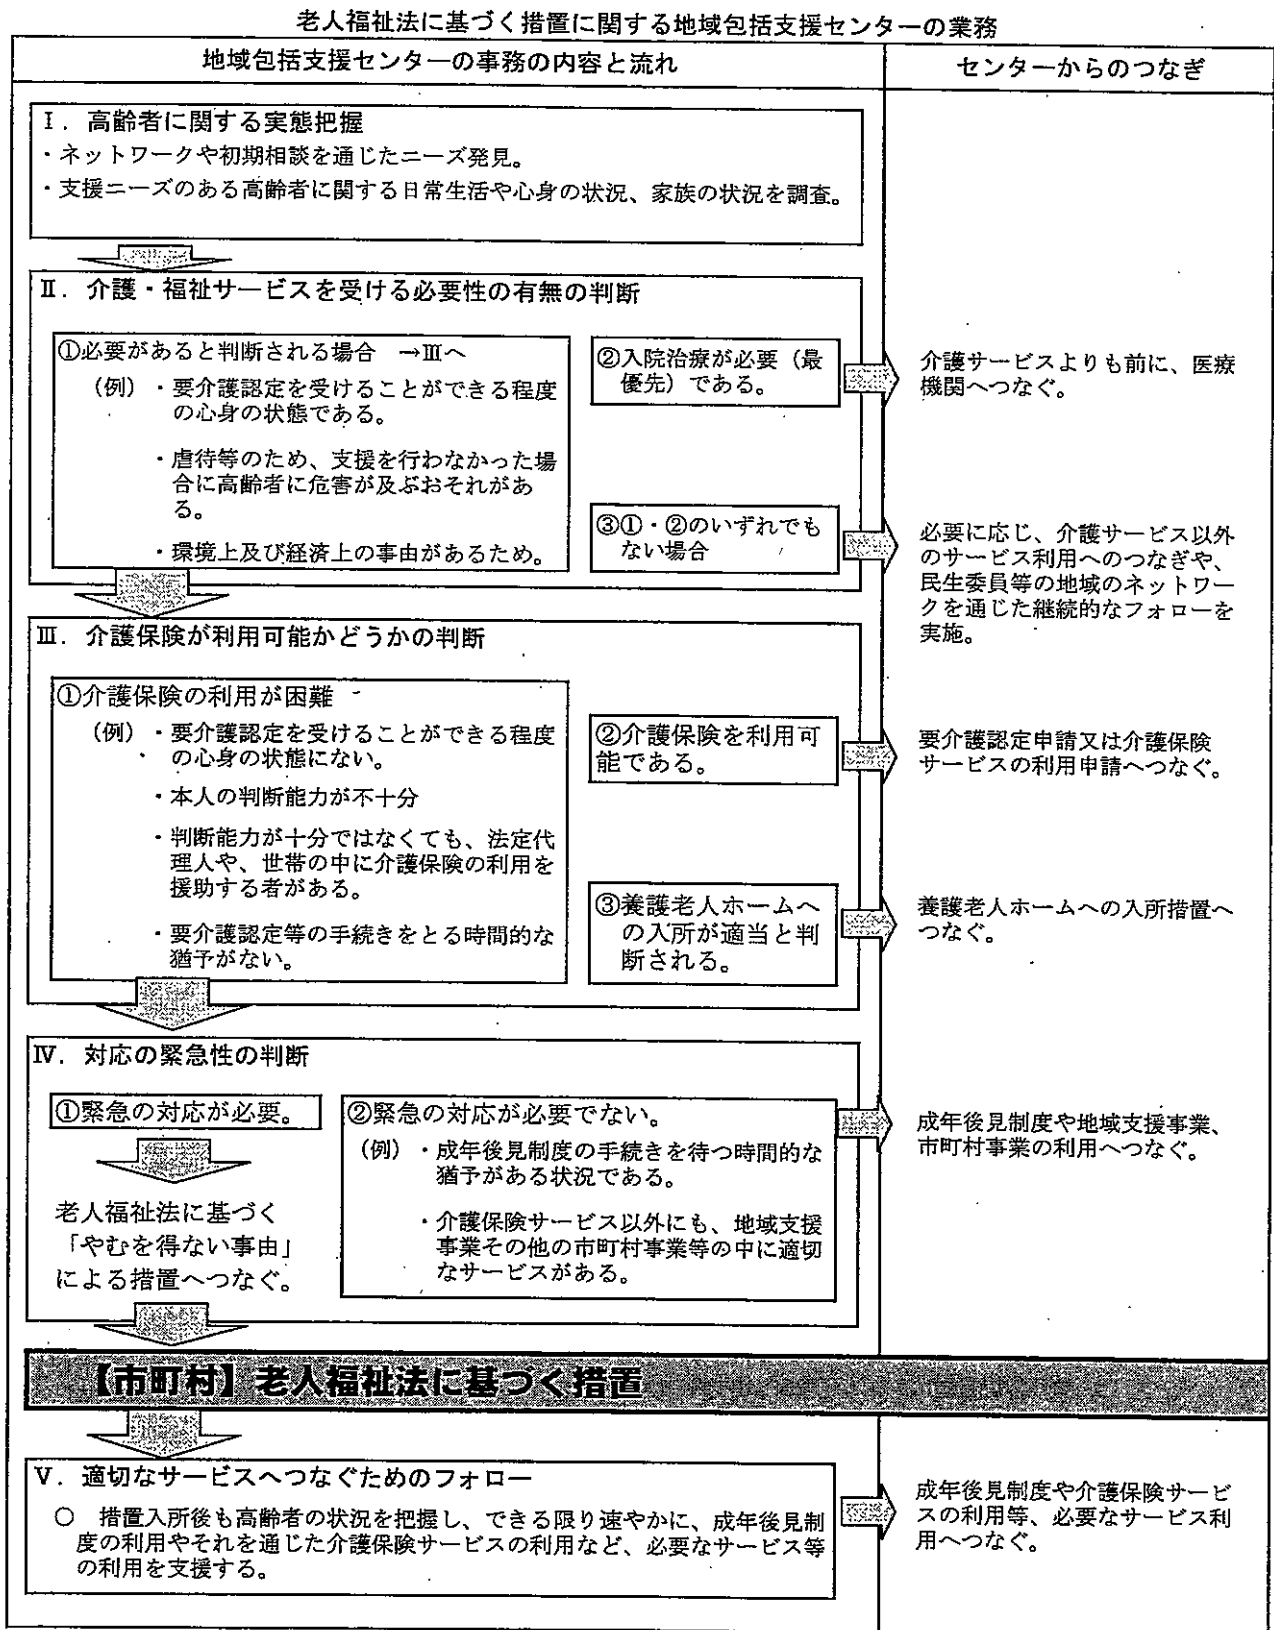 老人福祉法に基づく措置に関する地域包括支援センターの業務
地域包括支援センターの事務の内容と流れ
センターからのつなぎ
Ⅰ．高齢者に関する実態把握
・ネットワークや初期相談を通じたニーズ発見。
・支援ニーズのある高齢者に関する日常生活や心身の状況、家族の状況を調査。
Ⅱ．介護・福祉サービスを受ける必要性の有無の判断
①必要があると判断される場合　→Ⅲへ
（例）・要介護認定を受けることができる程度
の心身の状態である。
・虐待等のため、支援を行わなかった場
合に高齢者に危害が及ぶおそれがあ
る。
・環境上及び経済上の事由があるため。
②入院治療が必要（最
優先）である。
介護サービスよりも前に、医療
機関へつなぐ。
③①・②のいずれでも
ない場合
必要に応じ、介護サービス以外
のサービス利用へのつなぎや、
民生委員等の地域のネットワー
クを通じた継続的なフォローを
実施。
Ⅲ．介護保険が利用可能かどうかの判断
①介護保険の利用が困難
（例）・要介護認定を受けることができる程度
の心身の状態にない。
・本人の判断能力が不十分
・判断能力が十分ではなくても、法定代
理人や、世帯の中に介護保険の利用を
援助する者がある。
・要介護認定等の手続きをとる時間的な
猶予がない。
②介護保険を利用可
能である。
要介護認定申請又は介護保険
サービスの利用申請へつなぐ。
③養護老人ホームへ
の入所が適当と判
断される。
養護老人ホームへの入所措置へ
つなぐ。
Ⅳ．対応の緊急性の判断
①緊急の対応が必要。
老人福祉法に基づく
「やむを得ない事由」
による措置へつなぐ。
②緊急の対応が必要でない。
（例）・成年後見制度の手続きを待つ時間的な
猶予がある状況である。
・介護保険サービス以外にも、地域支援
事業その他の市町村事業等の中に適切
なサービスがある。
成年後見制度や地域支援事業、
市町村事業の利用へつなぐ。
【市町村】老人福祉法に基づく措置
Ⅴ．適切なサービスへつなぐためのフォロー
○　措置入所後も高齢者の状況を把握し、できる限り速やかに、成年後見制
度の利用やそれを通じた介護保険サービスの利用など、必要なサービス等
の利用を支援する。
成年後見制度や介護保険サービ
スの利用等、必要なサービス利
用へつなぐ。